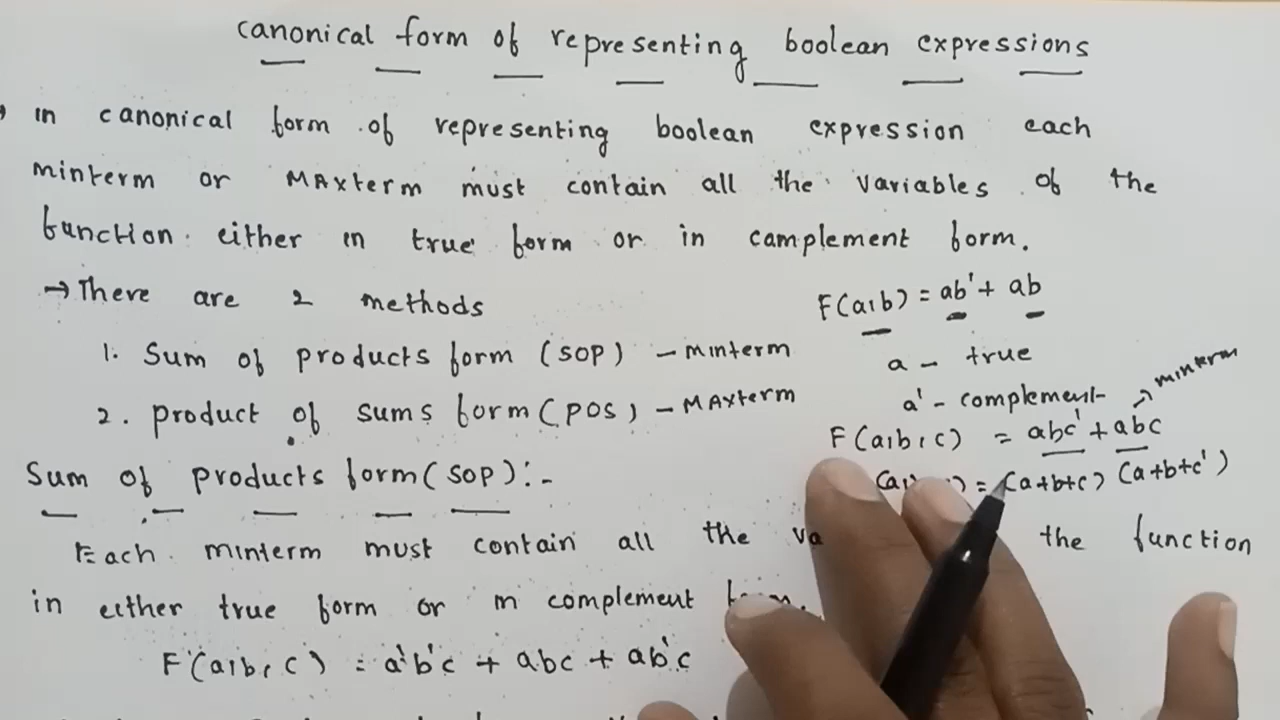 canonical form of representing boolean expressions
in canonical form of representing boolean expression each
minterm or MAxterm must contain all the variables of the
function either in true form or in camplement form.
→ There are 2 methods
1. Sum of products form (SOP) - minterm
2. product of sums form (POS) - MAxterm
F(a,b) = ab' + ab
a - true
a' - complement
→ minterm
F(a,b,c) = abc' + abc
= (a+b+c) (a+b+c')
Sum of products form (SOP):-
Each minterm must contain all the the function
in either true form or in complement form.
F(a,b,c) = a'b'c + abc + ab'c